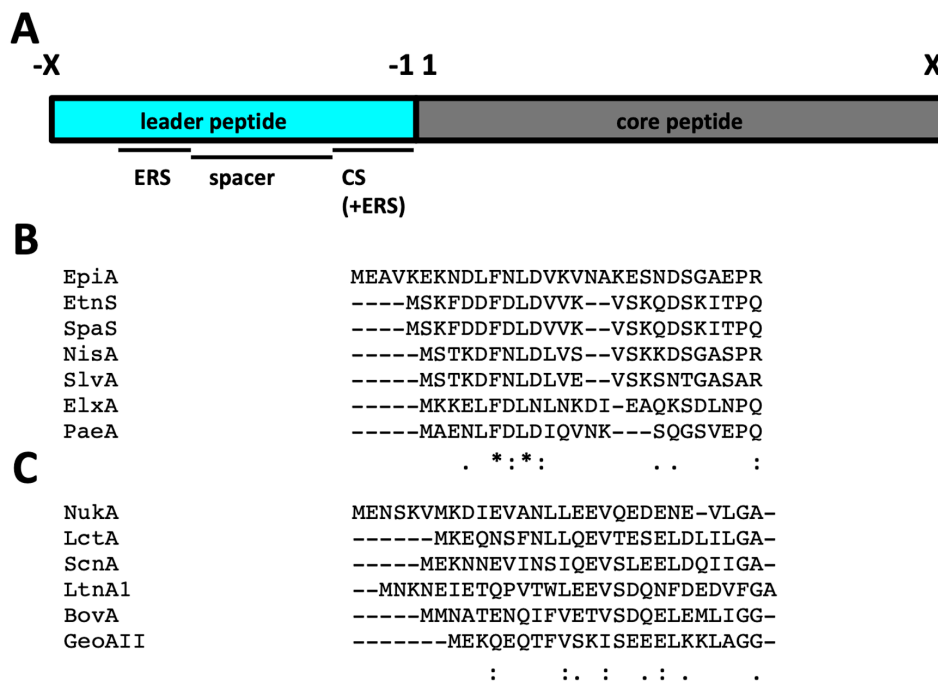 A
-X -1 1 X
leader peptide core peptide
ERS spacer CS
(+ERS)
B
EpiA MEAVKEKNDLFNLDVKVNAKESNDSGAEPR
EtnS ----MSKFDDFDLDVVK--VSKQDSKITPQ
SpaS ----MSKFDDFDLDVVK--VSKQDSKITPQ
NisA -----MSTKDFNLDLVS--VSKKDSGASPR
SlvA -----MSTKDFNLDLVE--VSKSNTGASAR
ElxA -----MKKELFDLNLNKDI-EAQKSDLNPQ
PaeA -----MAENLFDLDIQVNK---SQGSVEPQ
. *:*: .. :
C
NukA MENSKVMKDIEVANLLEEVQEDENE-VLGA-
LctA ------MKEQNSFNLLQEVTESELDLILGA-
ScnA -----MEKNNEVINSIQEVSLEELDQIIGA-
LtnA1 --MNKNEIETQPVTWLEEVSDQNFDEDVFGA
BovA -----MMNATENQIFVETVSDQELEMLIGG-
GeoAII -------MEKQEQTFVSKISEEELKKLAGG-
: :. : .: . .